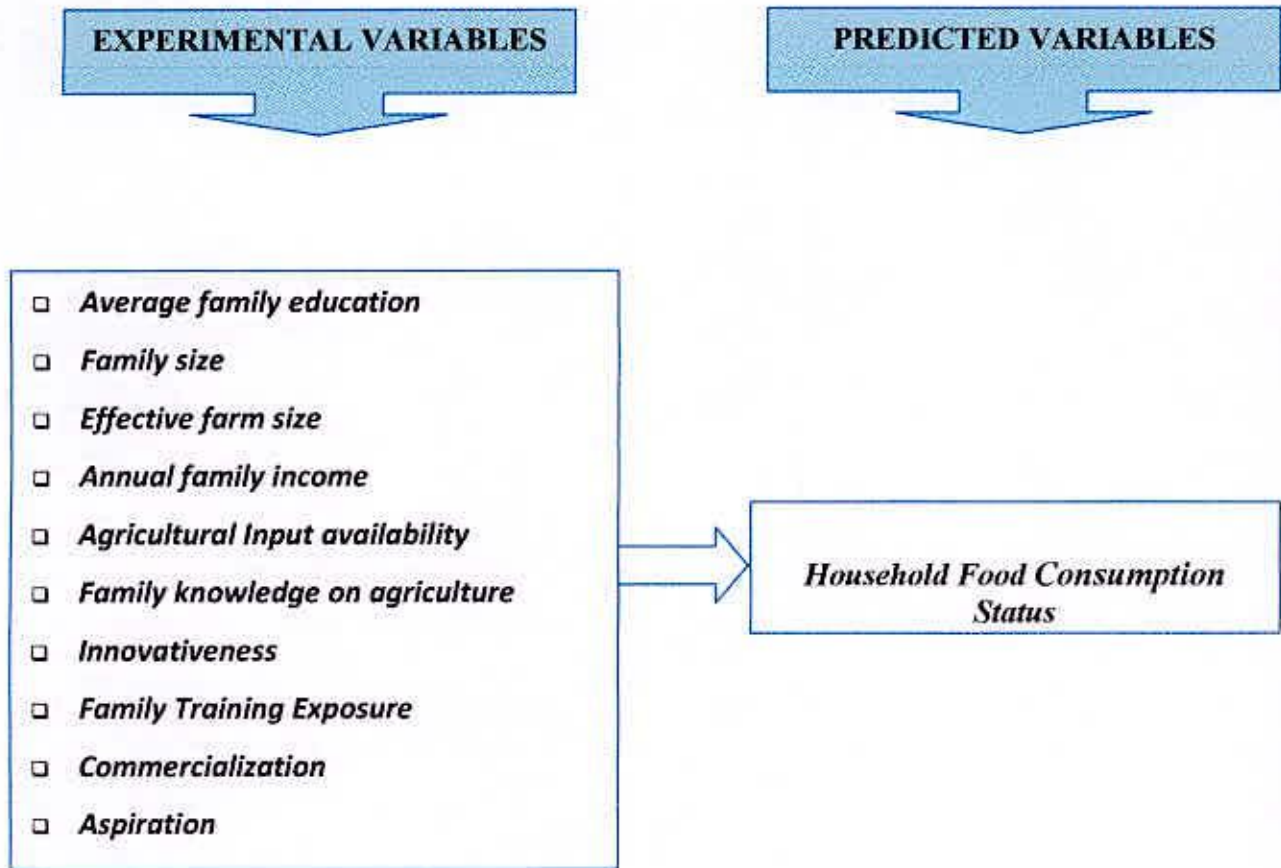 EXPERIMENTAL VARIABLES
PREDICTED VARIABLES
Average family education
Family size
Effective farm size
Annual family income
Agricultural Input availability
Family knowledge on agriculture
Innovativeness
Family Training Exposure
Commercialization
Aspiration
Household Food Consumption
Status